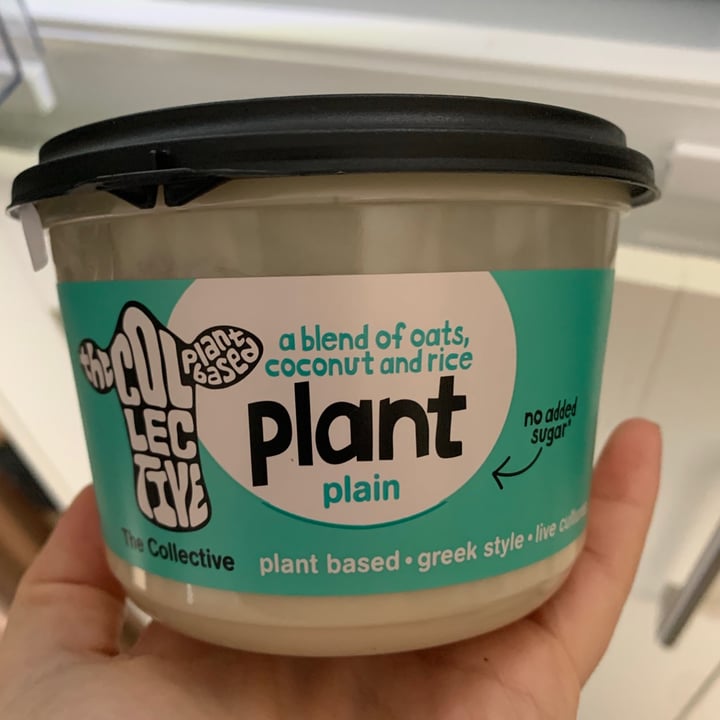 the
COL
LEC
TIVE
Plant
based
The Collective
a blend of oats,
coconut and rice
plant
plain
no added
sugar*
plant based • greek style • live